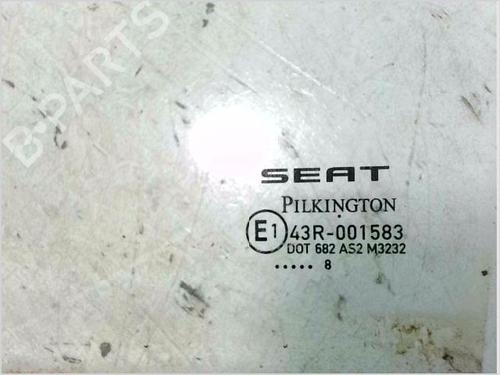 B-PARTS
SEAT
PILKINGTON
E1 43R-001583
DOT 682 AS2 M3232
..... 8